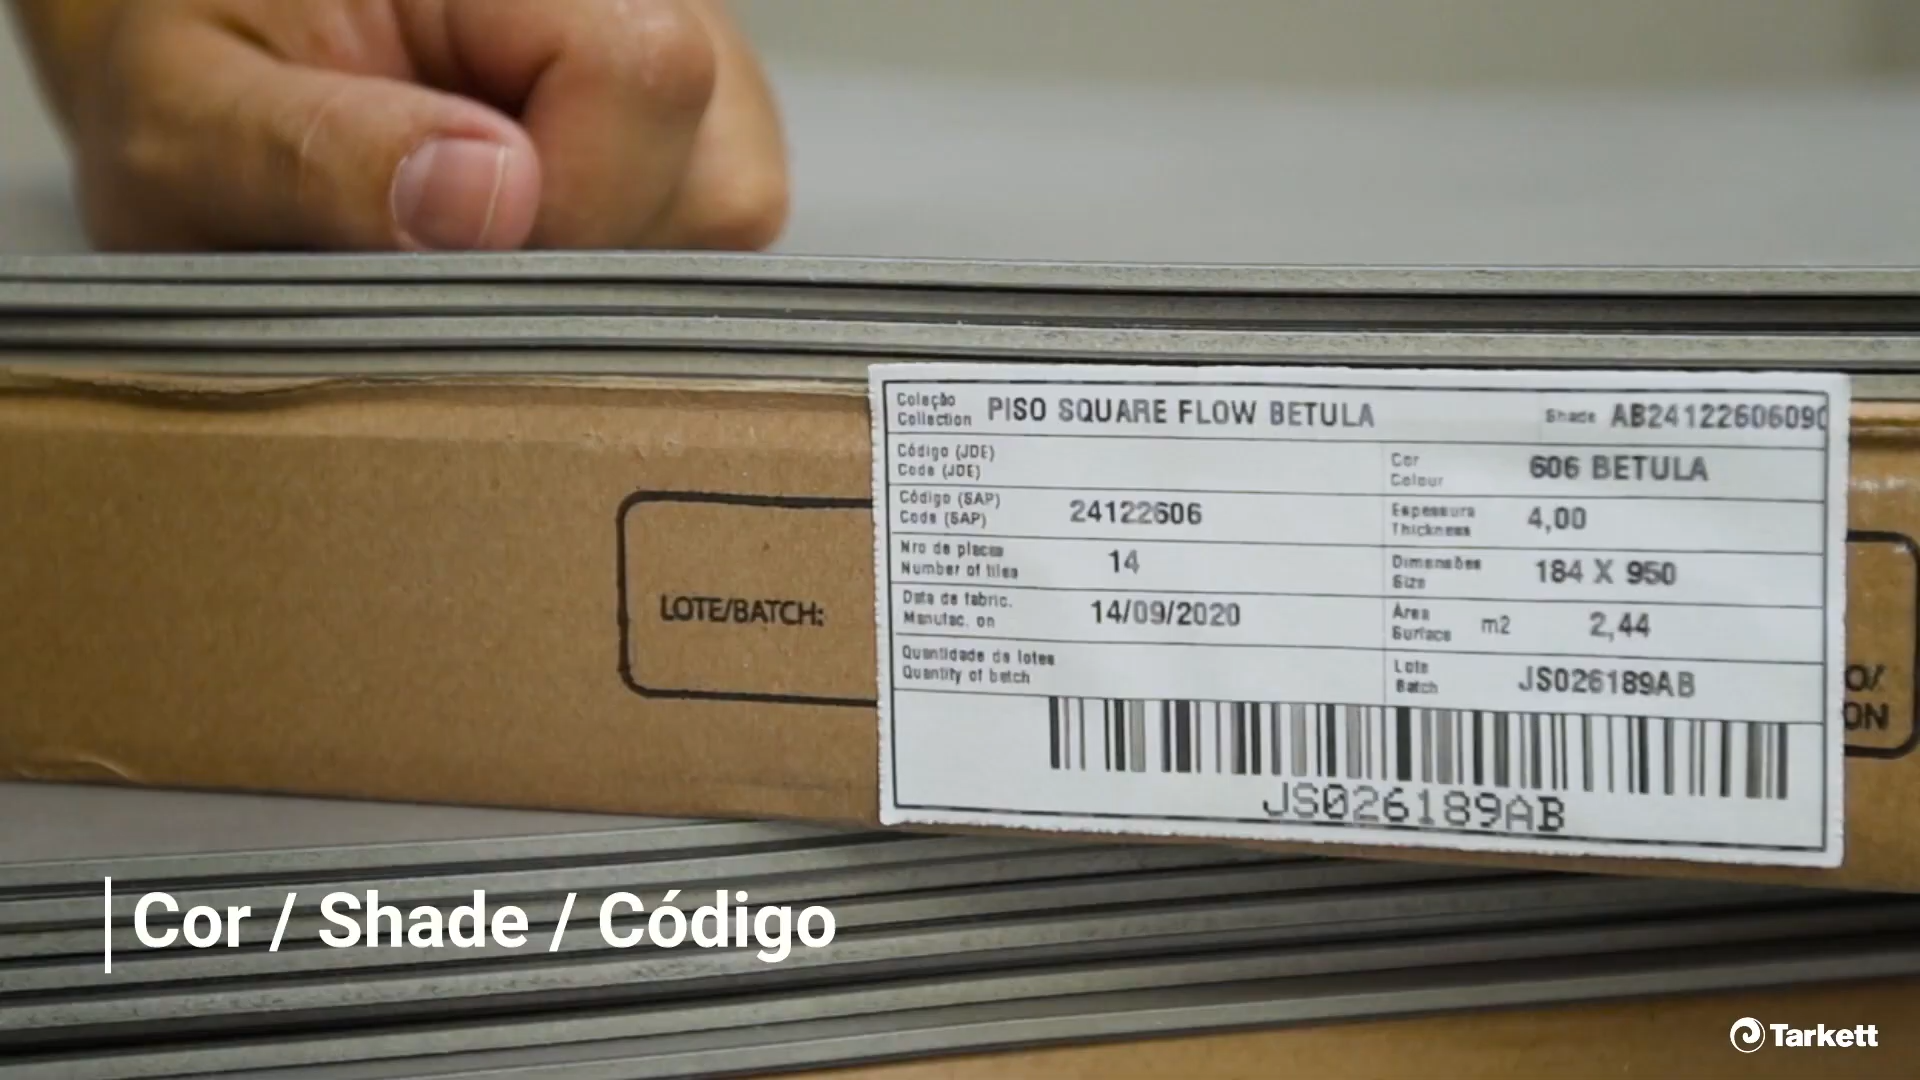 Coleção
Collection
PISO SQUARE FLOW BETULA
Shade AB24122606090
Código (JDE)
Code (JDE)
Cor
Colour
606 BETULA
Código (SAP)
Code (SAP)
24122606
Espessura
Thickness
4,00
Nro de placas
Number of tiles
14
Dimensões
Size
184 X 950
Data de fabric.
Manufac. on
14/09/2020
Área
Surface
m2
2,44
Quantidade de lotes
Quantity of batch
Lote
Batch
JS026189AB
JS026189AB
LOTE/BATCH:
O/
ON
Cor / Shade / Código
Tarkett